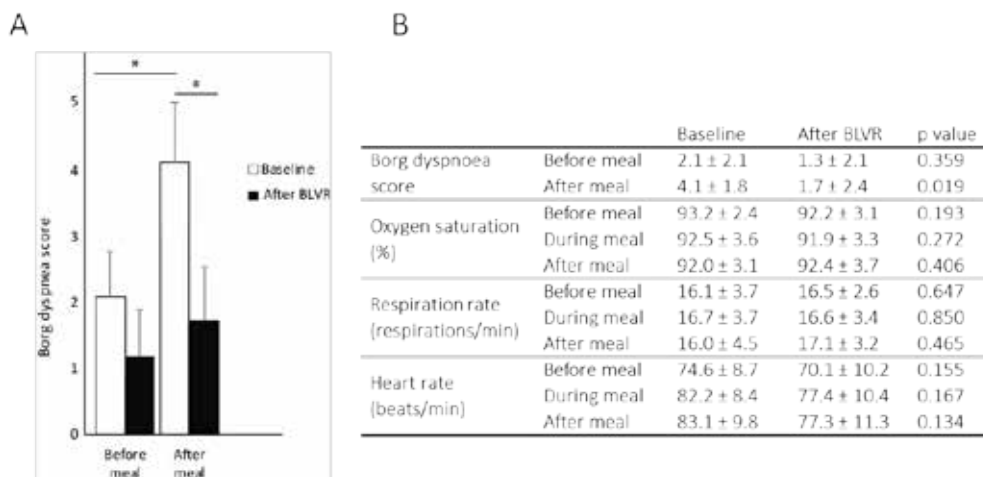 A
B
*
*
5
4
3
2
1
0
Borg dyspnea score
Baseline
After BLVR
Before meal
After meal
Baseline After BLVR p value
Borg dyspnoea score Before meal 2.1 ± 2.1 1.3 ± 2.1 0.359
After meal 4.1 ± 1.8 1.7 ± 2.4 0.019
Oxygen saturation (%) Before meal 93.2 ± 2.4 92.2 ± 3.1 0.193
During meal 92.5 ± 3.6 91.9 ± 3.3 0.272
After meal 92.0 ± 3.1 92.4 ± 3.7 0.406
Respiration rate (respirations/min) Before meal 16.1 ± 3.7 16.5 ± 2.6 0.647
During meal 16.7 ± 3.7 16.6 ± 3.4 0.850
After meal 16.0 ± 4.5 17.1 ± 3.2 0.465
Heart rate (beats/min) Before meal 74.6 ± 8.7 70.1 ± 10.2 0.155
During meal 82.2 ± 8.4 77.4 ± 10.4 0.167
After meal 83.1 ± 9.8 77.3 ± 11.3 0.134